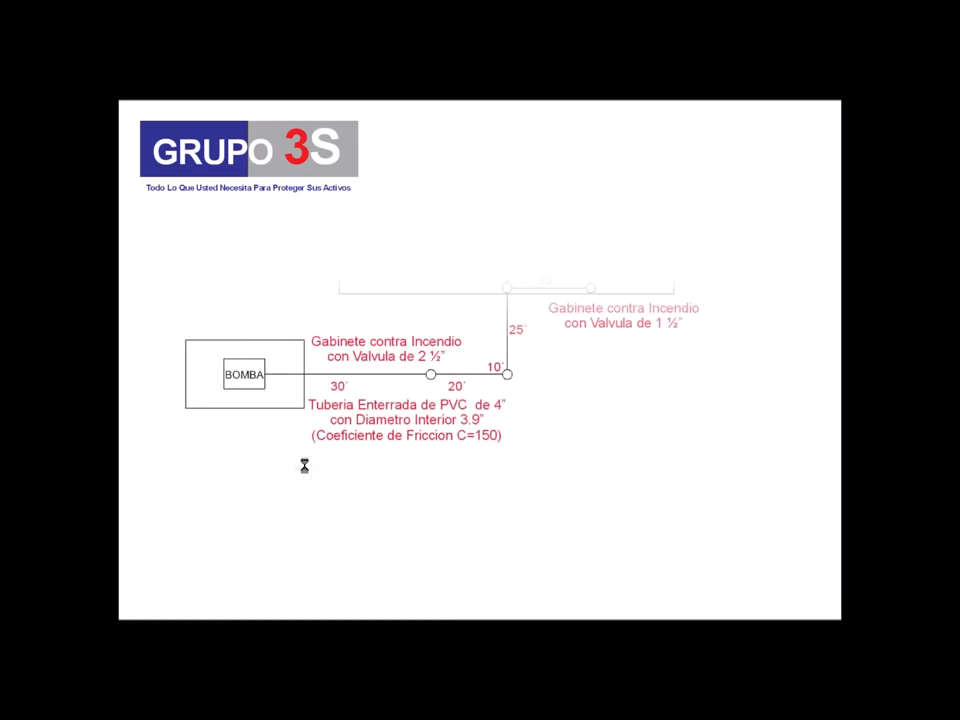 GRUPO 3S
Todo Lo Que Usted Necesita Para Proteger Sus Activos
Gabinete contra Incendio
con Valvula de 1 ½”
25´
Gabinete contra Incendio
con Valvula de 2 ½”
10´
BOMBA
30´
20´
Tuberia Enterrada de PVC de 4”
con Diametro Interior 3.9”
(Coeficiente de Friccion C=150)